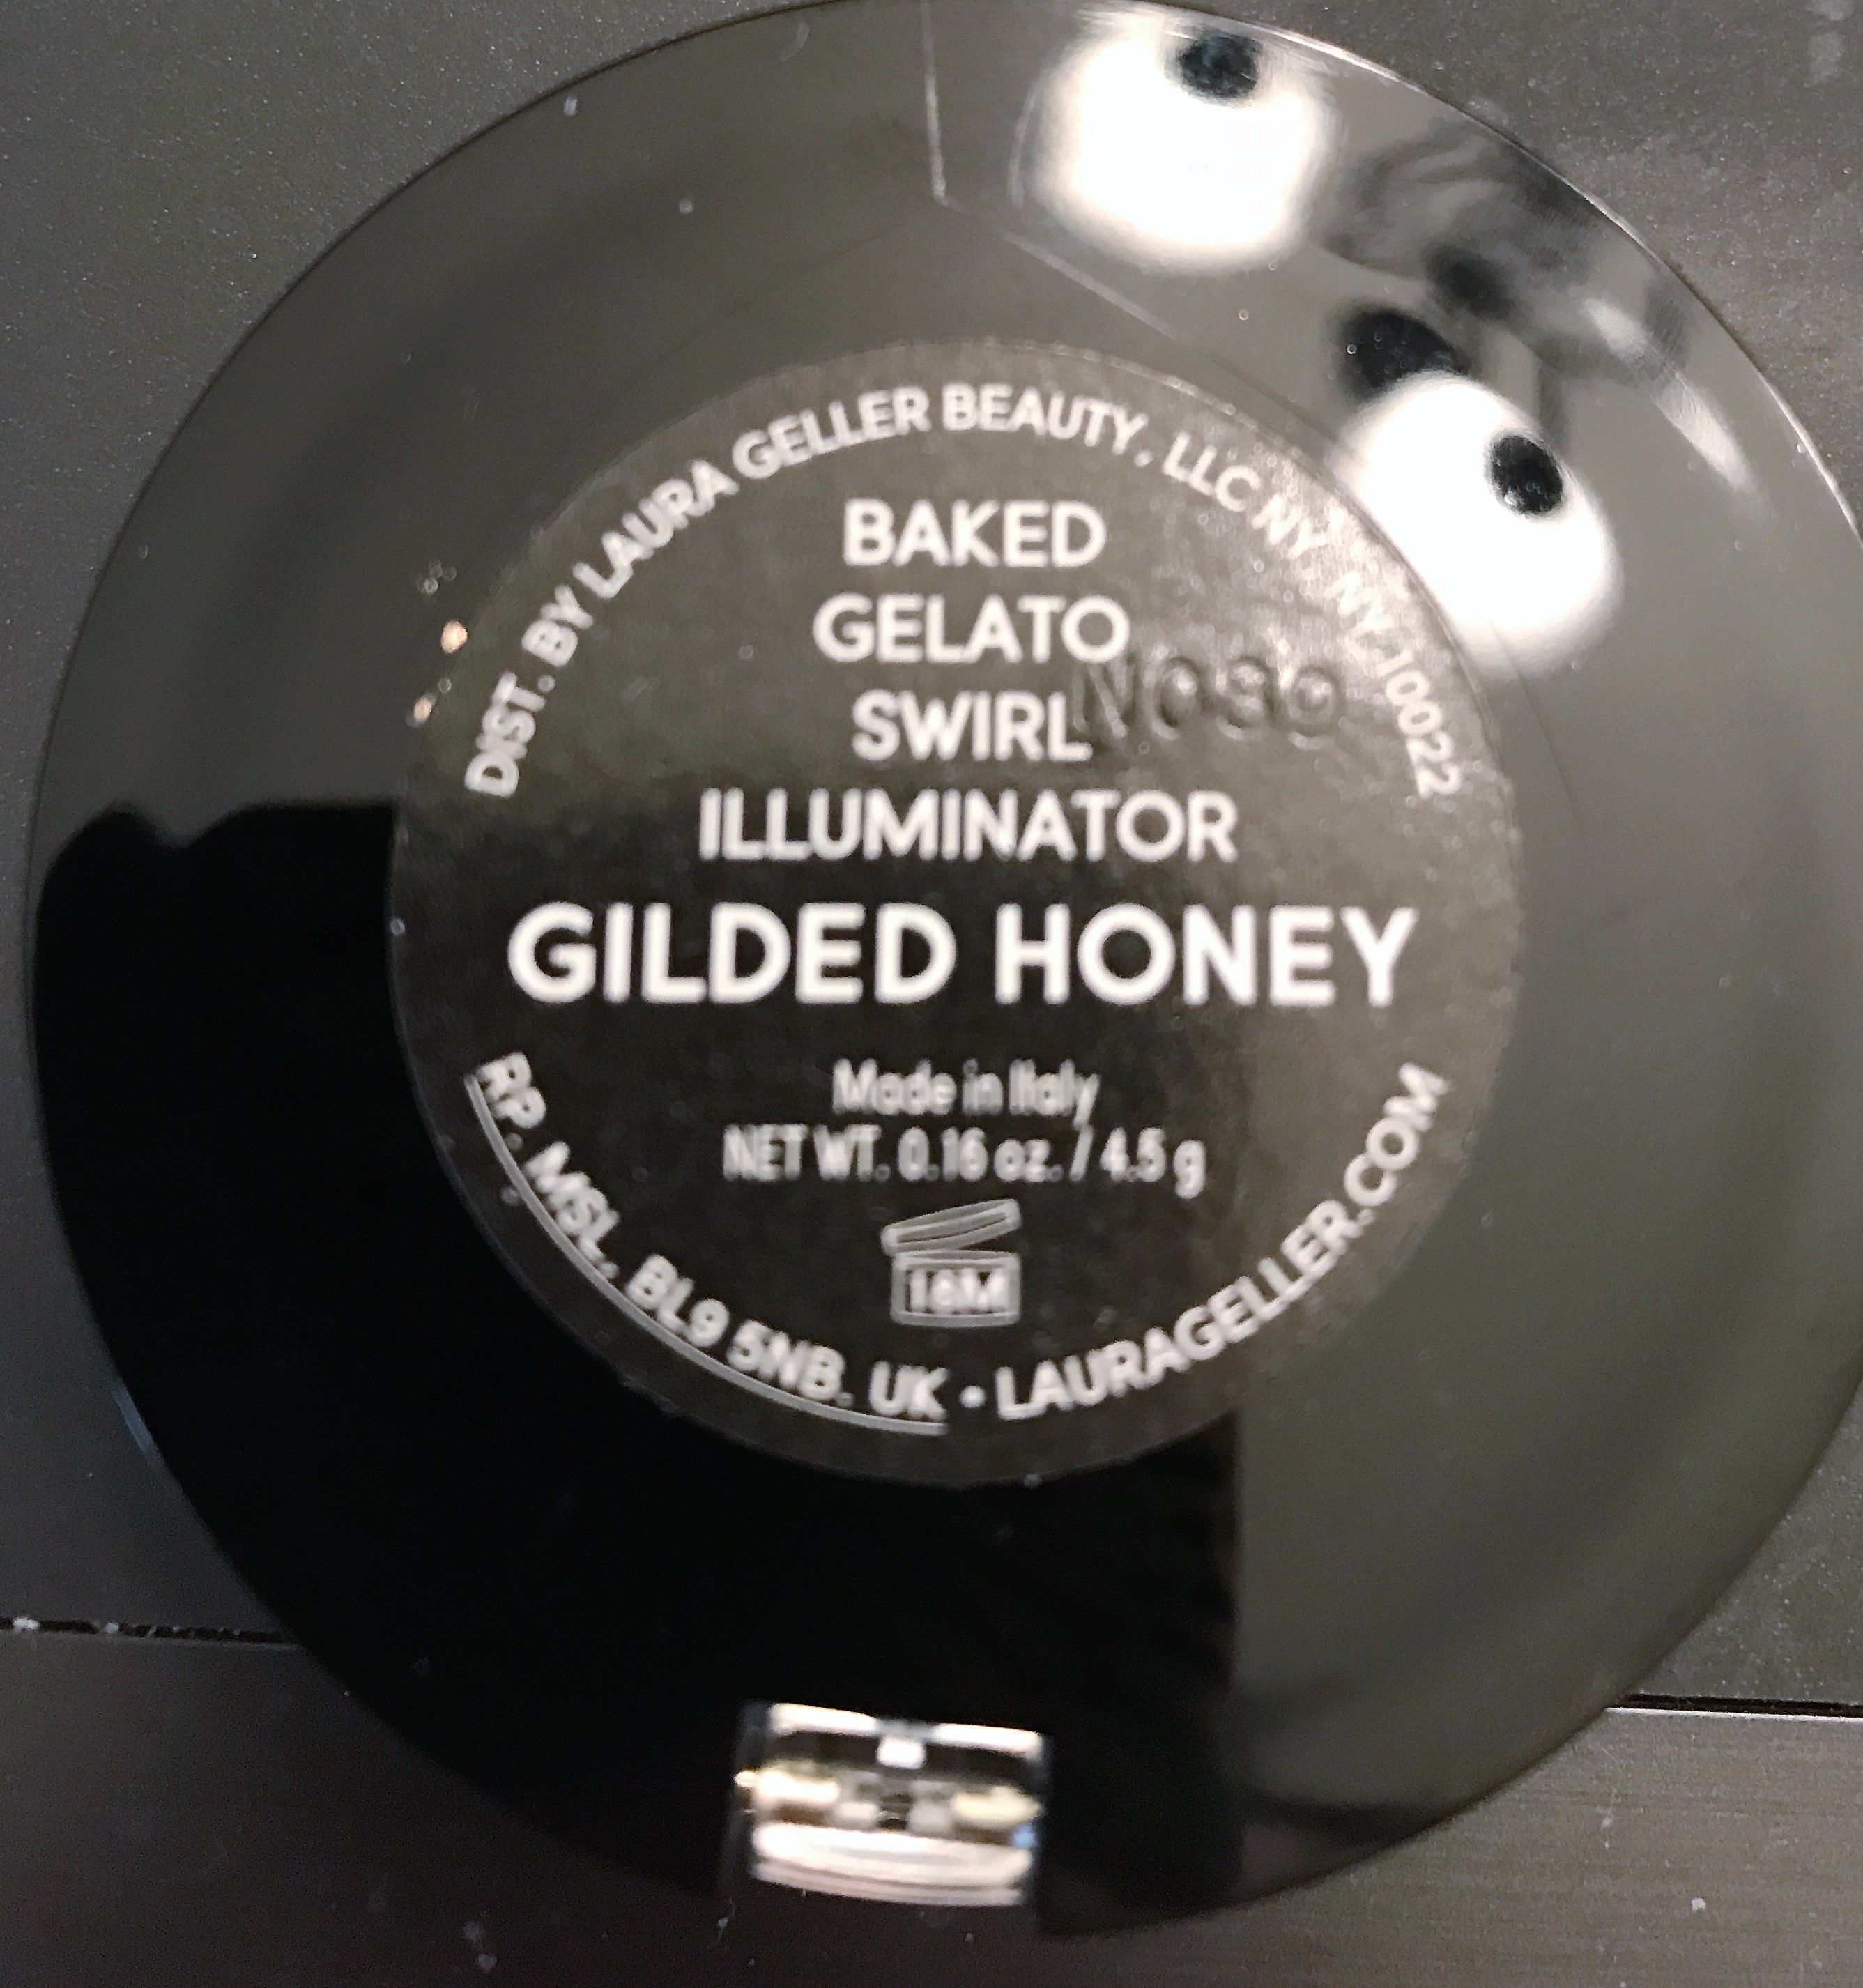 DIST. BY LAURA GELLER BEAUTY, LLC NY, NY 10022
BAKED
GELATO
SWIRL
N039
ILLUMINATOR
GILDED HONEY
Made in Italy
NET WT. 0.16 oz. / 4.5 g
RP. MSL, BL9 5NB. UK • LAURAGELLER.COM